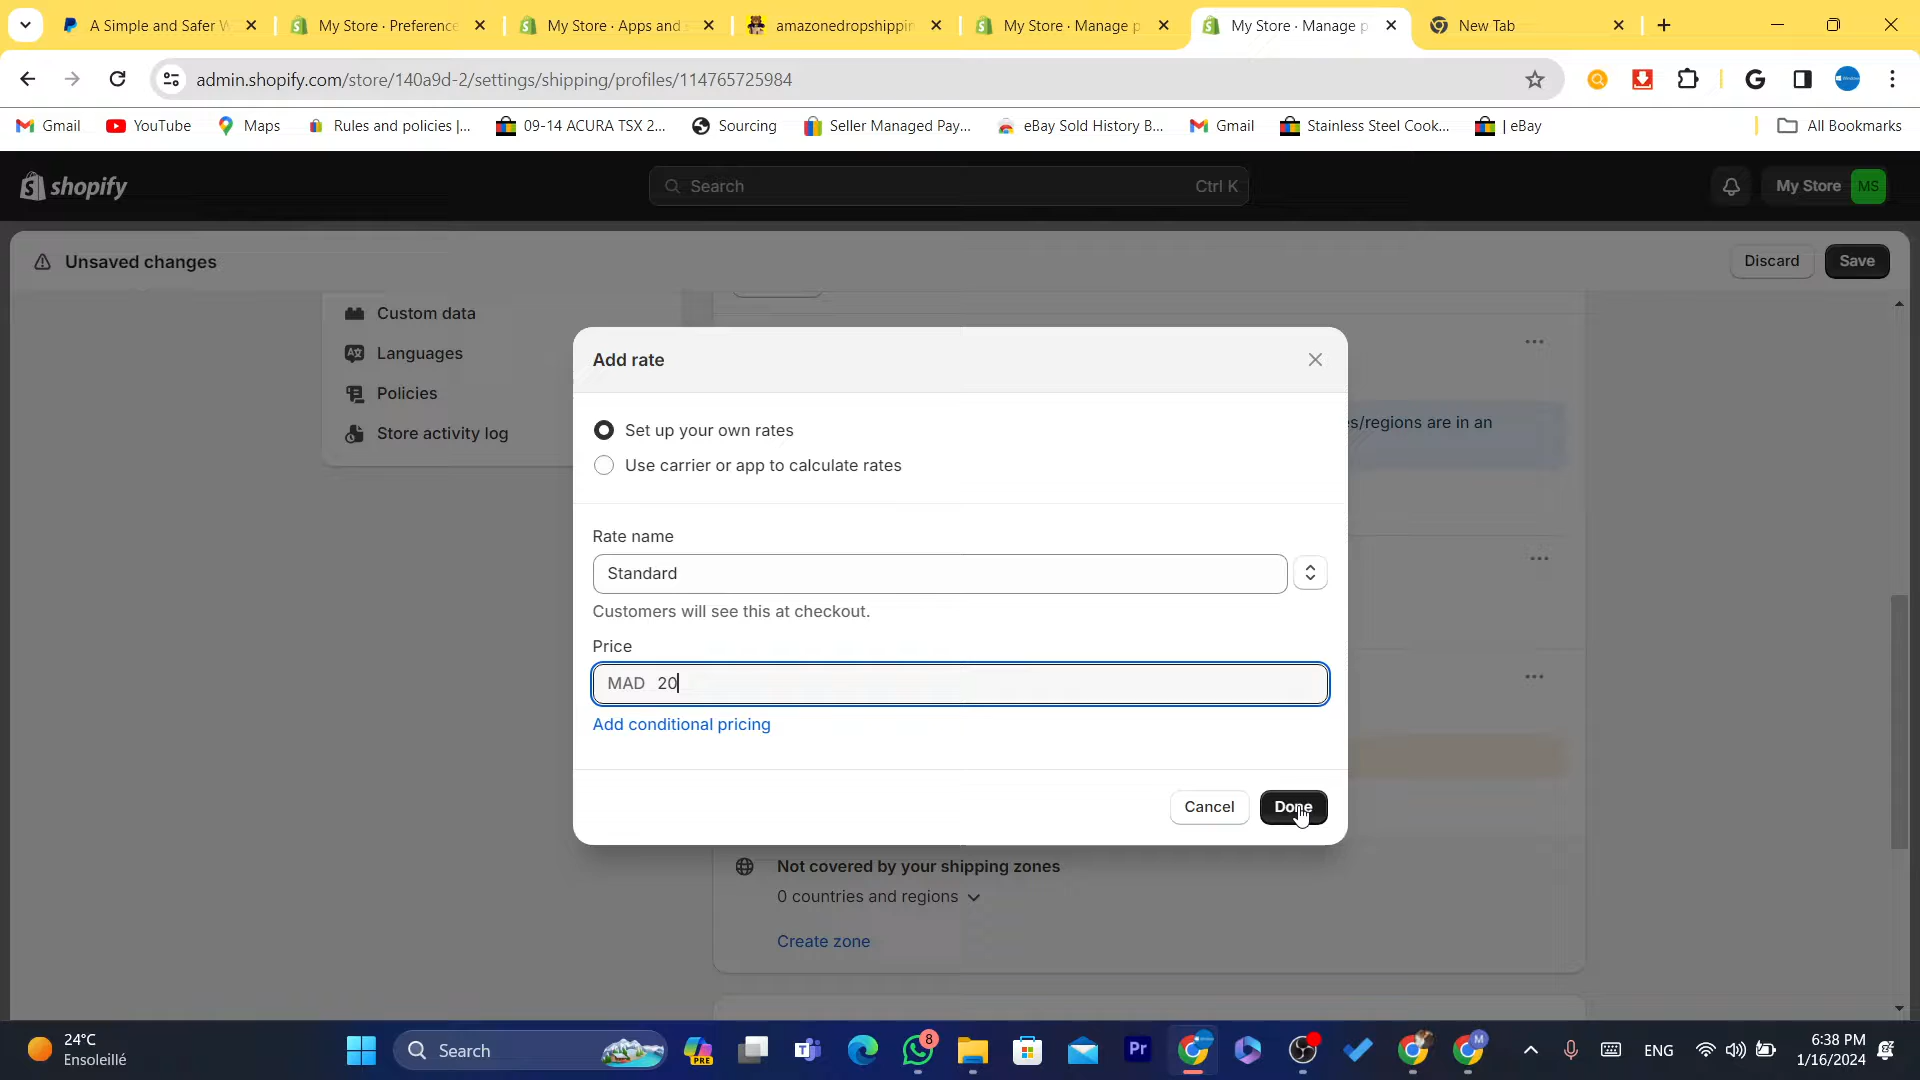 A Simple and Safer W
My Store · Preference
My Store · Apps and s
amazonedropshippin
My Store · Manage p
My Store · Manage p
New Tab
admin.shopify.com/store/140a9d-2/settings/shipping/profiles/114765725984
Gmail
YouTube
Maps
Rules and policies |...
09-14 ACURA TSX 2...
Sourcing
Seller Managed Pay...
eBay Sold History B...
Gmail
Stainless Steel Cook...
| eBay
All Bookmarks
shopify
Search
Ctrl K
My Store
MS
Unsaved changes
Discard
Save
Custom data
Languages
Policies
Store activity log
Add rate
Set up your own rates
Use carrier or app to calculate rates
es/regions are in an
Rate name
Standard
Customers will see this at checkout.
Price
MAD 20
Add conditional pricing
Cancel
Done
Not covered by your shipping zones
0 countries and regions
Create zone
24°C
Ensoleillé
Search
PRE
8
Pr
M
ENG
6:38 PM
1/16/2024